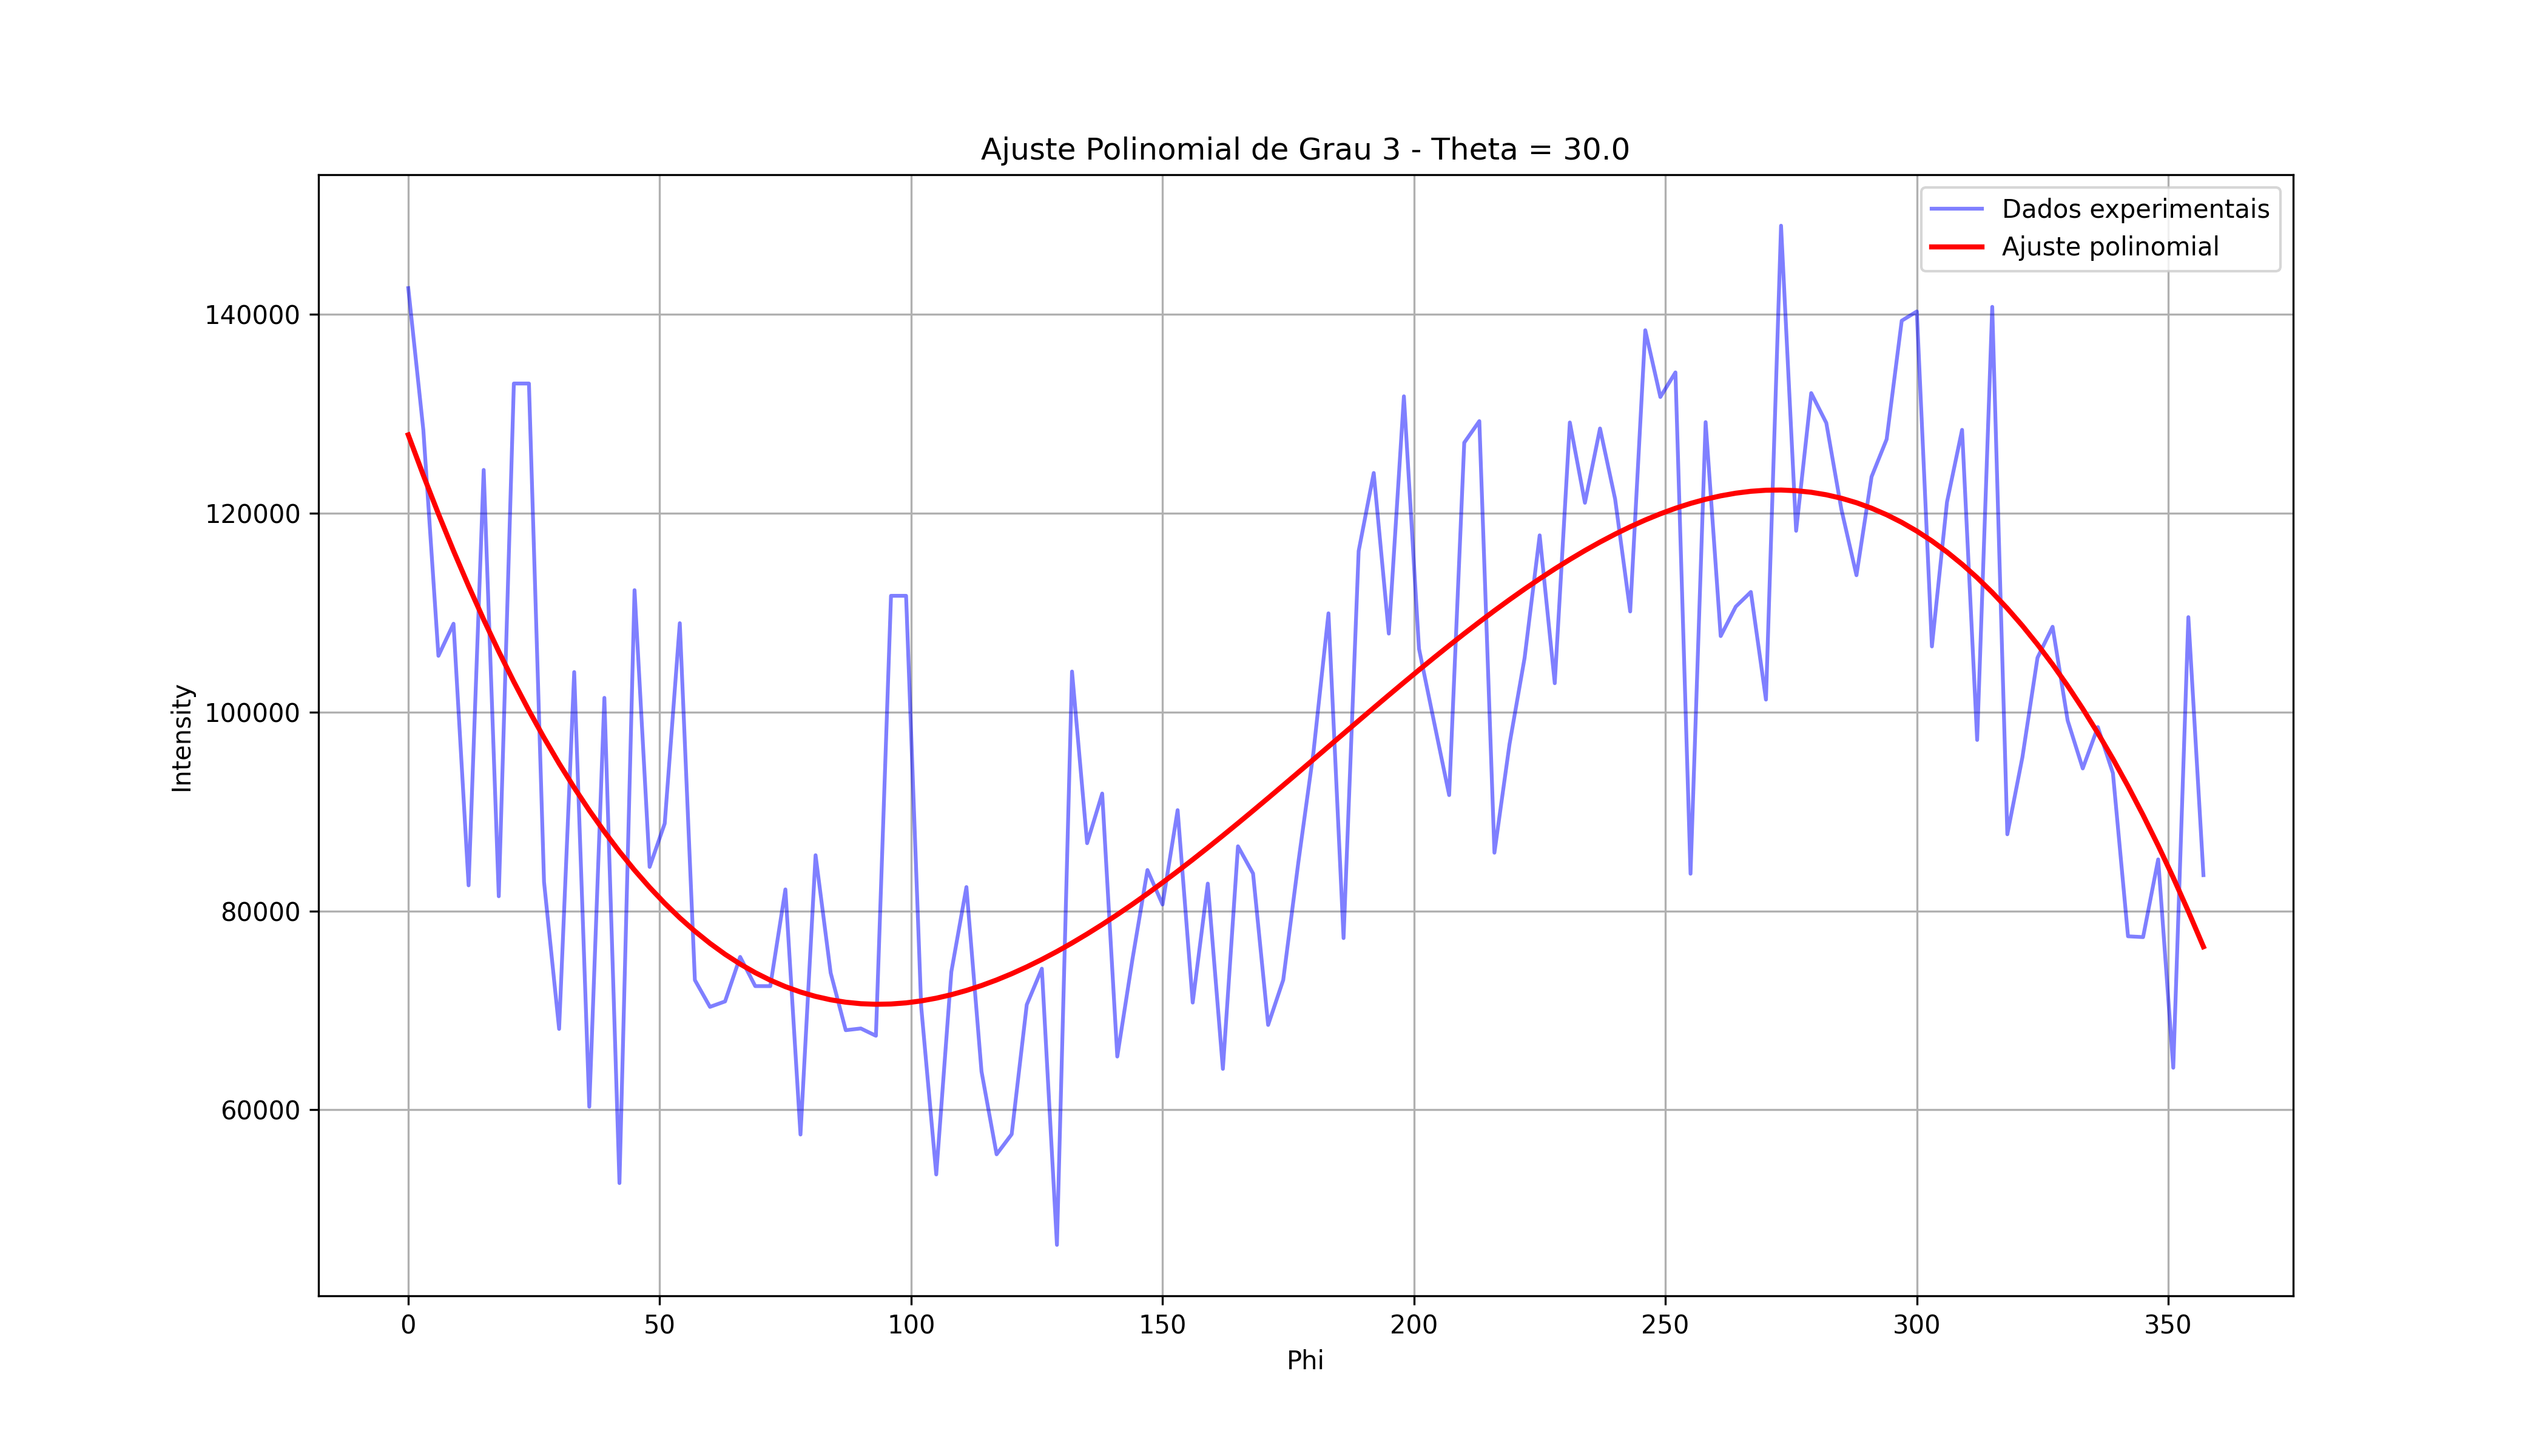 Ajuste Polinomial de Grau 3 - Theta = 30.0
Dados experimentais
Ajuste polinomial
Intensity
140000
120000
100000
80000
60000
0 50 100 150 200 250 300 350
Phi